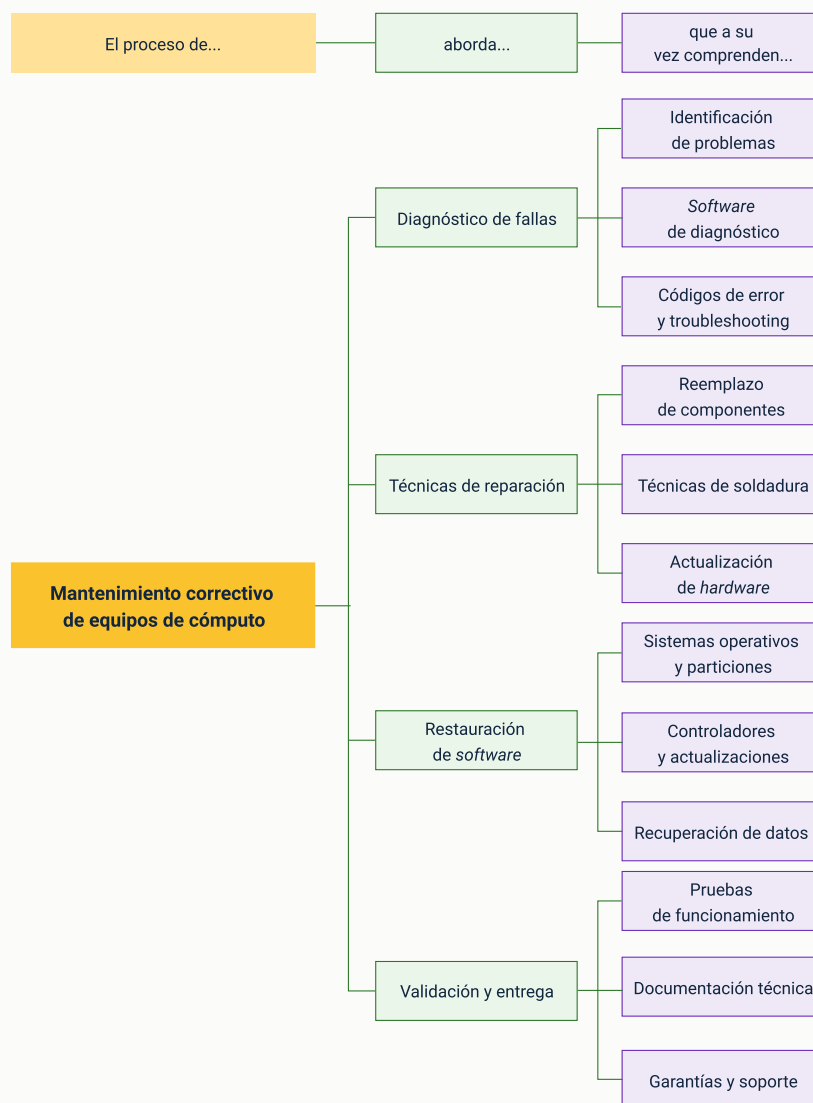 El proceso de...
aborda...
que a su
vez comprenden...
Identificación
de problemas
Diagnóstico de fallas
Software
de diagnóstico
Códigos de error
y troubleshooting
Reemplazo
de componentes
Técnicas de reparación
Técnicas de soldadura
Actualización
de hardware
Mantenimiento correctivo
de equipos de cómputo
Sistemas operativos
y particiones
Restauración
de software
Controladores
y actualizaciones
Recuperación de datos
Pruebas
de funcionamiento
Validación y entrega
Documentación técnica
Garantías y soporte